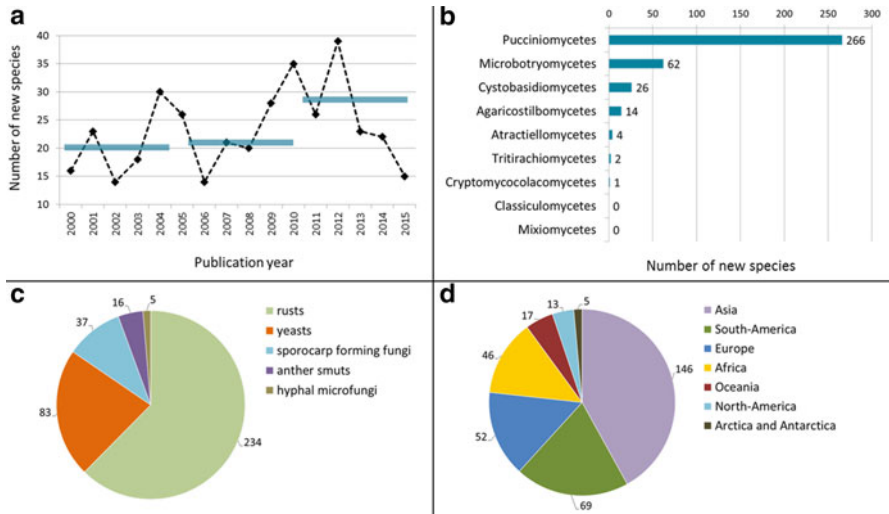 a
Number of new species
40
35
30
25
20
15
10
2000 2001 2002 2003 2004 2005 2006 2007 2008 2009 2010 2011 2012 2013 2014 2015
Publication year
b
0 50 100 150 200 250 300
Pucciniomycetes 266
Microbotryomycetes 62
Cystobasidiomycetes 26
Agaricostilbomycetes 14
Atractiellomycetes 4
Tritirachiomycetes 2
Cryptomycocolacomycetes 1
Classiculomycetes 0
Mixiomycetes 0
Number of new species
c
5
16
37
83
234
rusts
yeasts
sporocarp forming fungi
anther smuts
hyphal microfungi
d
5
13
17
46
52
69
146
Asia
South-America
Europe
Africa
Oceania
North-America
Arctica and Antarctica